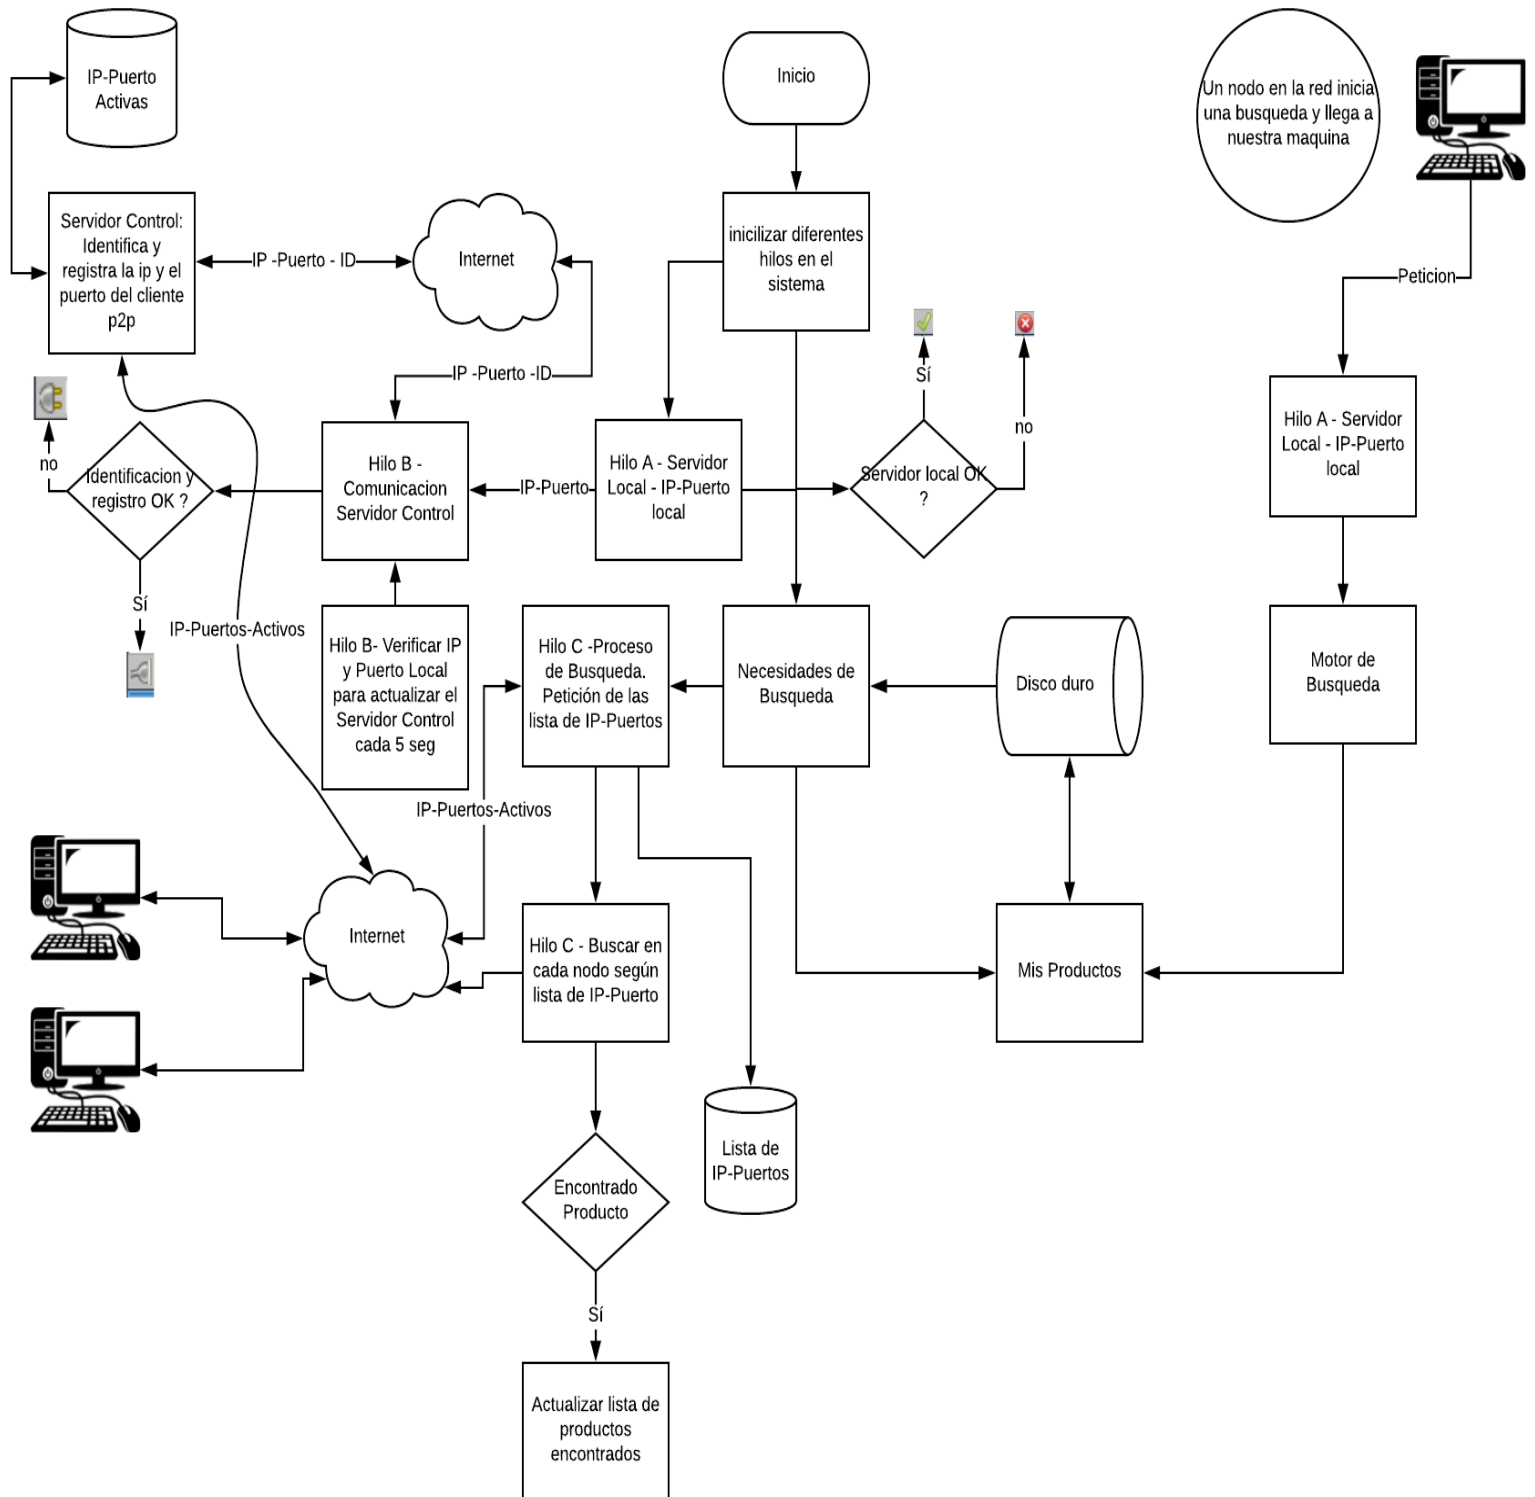 IP-Puerto
Activas
Inicio
Un nodo en la red inicia
una busqueda y llega a
nuestra maquina
Servidor Control:
Identifica y
registra la ip y el
puerto del cliente
p2p
IP -Puerto - ID
Internet
inicilizar diferentes
hilos en el
sistema
Peticion
IP -Puerto -ID
Sí
no
Hilo A - Servidor
Local - IP-Puerto
local
no
Identificacion y
registro OK ?
Hilo B -
Comunicacion
Servidor Control
IP-Puerto
Hilo A - Servidor
Local - IP-Puerto
local
Servidor local OK
?
Sí
IP-Puertos-Activos
Hilo B- Verificar IP
y Puerto Local
para actualizar el
Servidor Control
cada 5 seg
Hilo C -Proceso
de Busqueda.
Petición de las
lista de IP-Puertos
Necesidades de
Busqueda
Disco duro
Motor de
Busqueda
IP-Puertos-Activos
Internet
Hilo C - Buscar en
cada nodo según
lista de IP-Puerto
Mis Productos
Lista de
IP-Puertos
Encontrado
Producto
Sí
Actualizar lista de
productos
encontrados